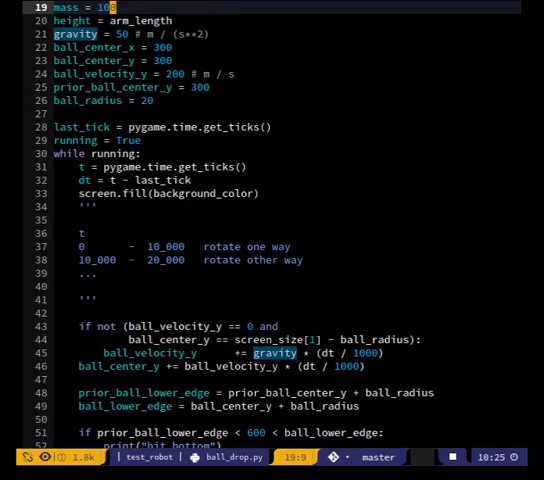 19 mass = 100
20 height = arm_length
21 gravity = 50 # m / (s**2)
22 ball_center_x = 300
23 ball_center_y = 300
24 ball_velocity_y = 200 # m / s
25 prior_ball_center_y = 300
26 ball_radius = 20
27
28 last_tick = pygame.time.get_ticks()
29 running = True
30 while running:
31 t = pygame.time.get_ticks()
32 dt = t - last_tick
33 screen.fill(background_color)
34 '''
35
36 t
37 0 - 10_000 rotate one way
38 10_000 - 20_000 rotate other way
39 ...
40
41 '''
42
43 if not (ball_velocity_y == 0 and
44 ball_center_y == screen_size[1] - ball_radius):
45 ball_velocity_y += gravity * (dt / 1000)
46 ball_center_y += ball_velocity_y * (dt / 1000)
47
48 prior_ball_lower_edge = prior_ball_center_y + ball_radius
49 ball_lower_edge = ball_center_y + ball_radius
50
51 if prior_ball_lower_edge < 600 < ball_lower_edge:
52 print("hit bottom")
1.8k test_robot ball_drop.py 19:9 master 10:25